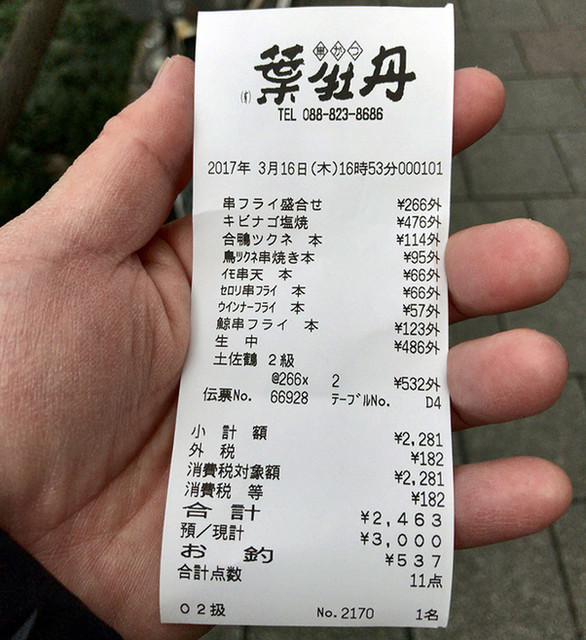 串かつ
(有) 葉牡丹
TEL 088-823-8686
2017年 3月16日(木)16時53分000101
串フライ盛合せ ¥266外
キビナゴ塩焼 ¥476外
合鴨ツクネ 本 ¥114外
鳥ﾂｸﾈ串焼き本 ¥95外
ｲﾓ串天 本 ¥66外
ｾﾛﾘ串ﾌﾗｲ 本 ¥66外
ｳインナーﾌﾗｲ 本 ¥57外
鯨串フライ 本 ¥123外
生 中 ¥486外
土佐鶴 2級
@266x 2 ¥532外
伝票No. 66928 ﾃｰﾌﾞﾙNo. D4
小 計 額 ¥2,281
外 税 ¥182
消費税対象額 ¥2,281
消費税 等 ¥182
合 計 ¥2,463
預/現計 ¥3,000
お 釣 ¥537
合計点数 11点
02扱 No.2170 1名